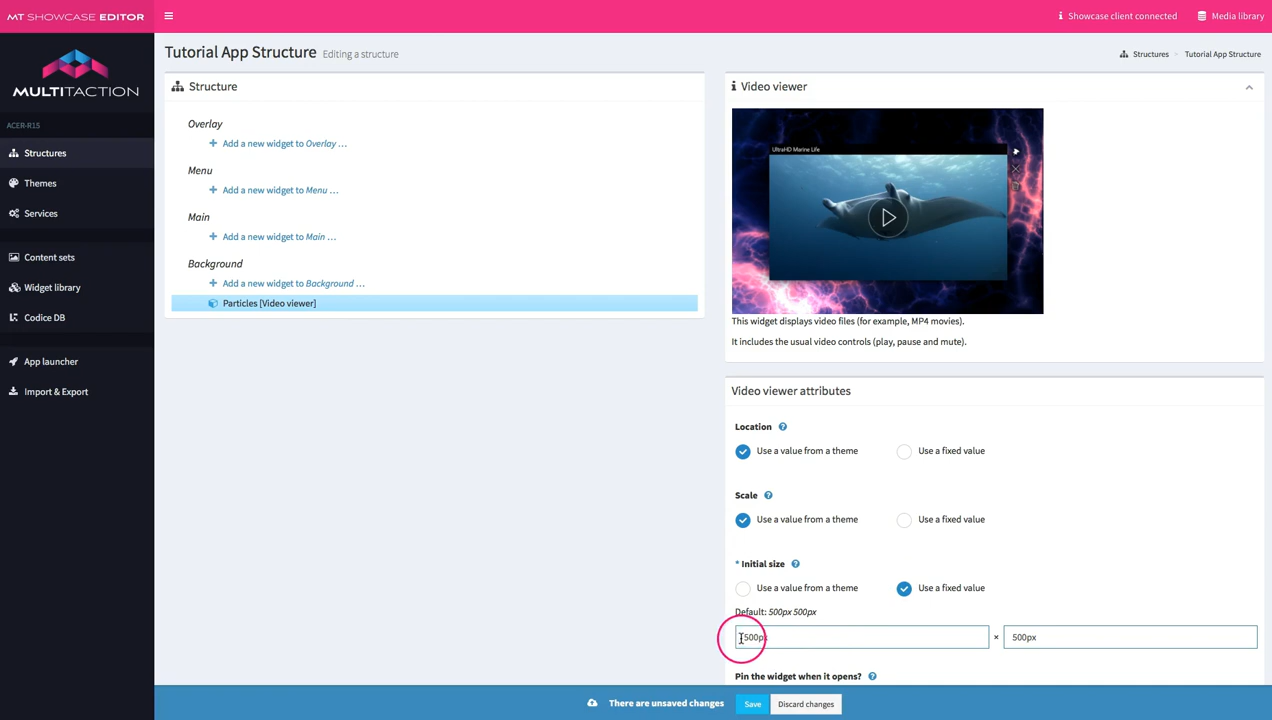 MT SHOWCASE EDITOR
Showcase client connected
Media library
MULTITACTION
ACER-R15
Structures
Themes
Services
Content sets
Widget library
Codice DB
App launcher
Import & Export
Tutorial App Structure Editing a structure
Structures Tutorial App Structure
Structure
Overlay
Add a new widget to Overlay ...
Menu
Add a new widget to Menu ...
Main
Add a new widget to Main ...
Background
Add a new widget to Background ...
Particles [Video viewer]
Video viewer
UltraHD Marine Life
This widget displays video files (for example, MP4 movies).
It includes the usual video controls (play, pause and mute).
Video viewer attributes
Location
Use a value from a theme Use a fixed value
Scale
Use a value from a theme Use a fixed value
* Initial size
Use a value from a theme Use a fixed value
Default: 500px 500px
500px × 500px
Pin the widget when it opens?
There are unsaved changes Save Discard changes